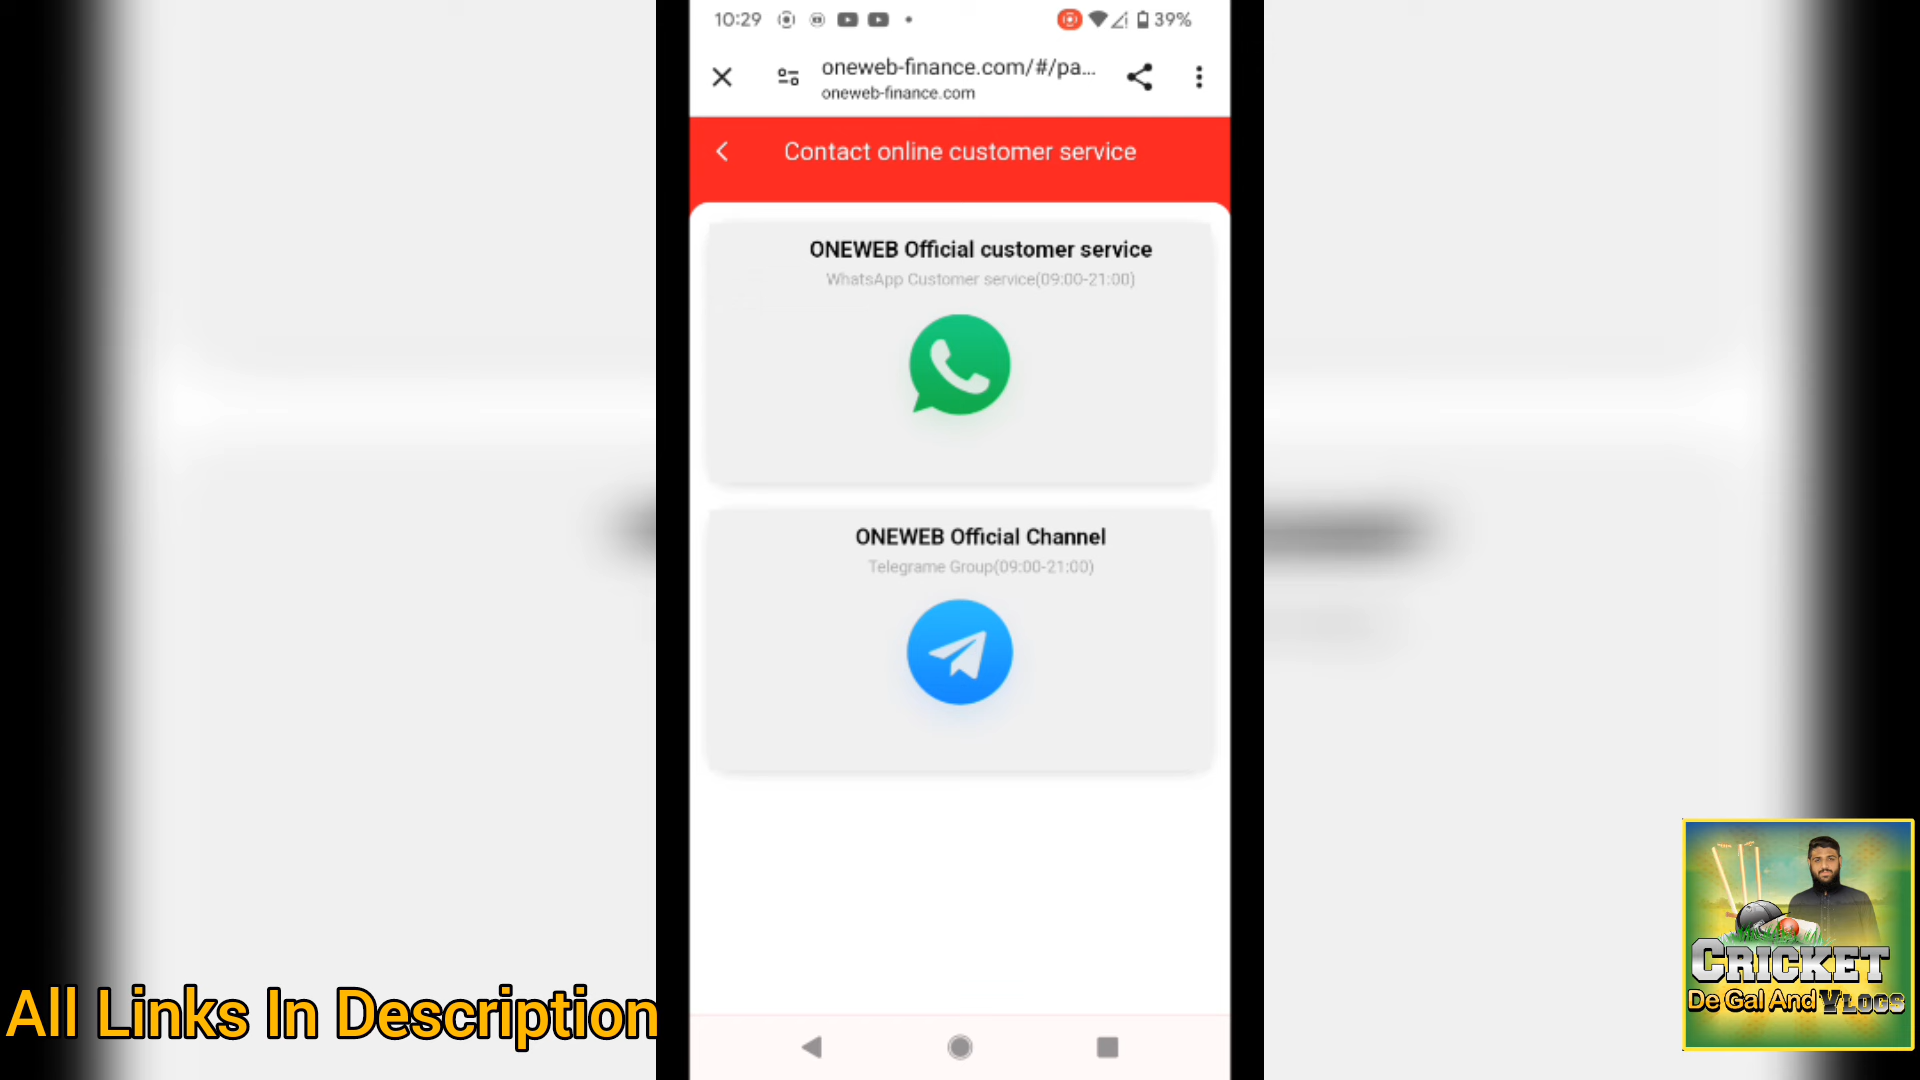 10:29
39%
oneweb-finance.com/#/pa...
oneweb-finance.com
Contact online customer service
ONEWEB Official customer service
WhatsApp Customer service(09:00-21:00)
ONEWEB Official Channel
Telegrame Group(09:00-21:00)
All Links In Description
CRICKET
De Gal And VLOGS